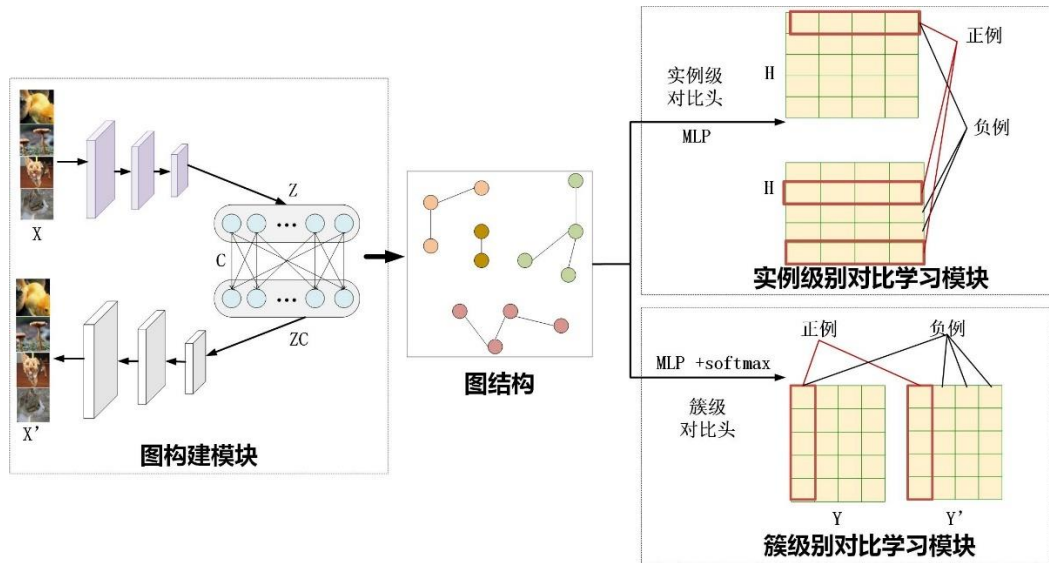 X
Z
C
ZC
X'
图构建模块
图结构
实例级
对比头
MLP
H
正例
负例
H
实例级别对比学习模块
MLP +softmax
簇级
对比头
正例
负例
Y
Y'
簇级别对比学习模块